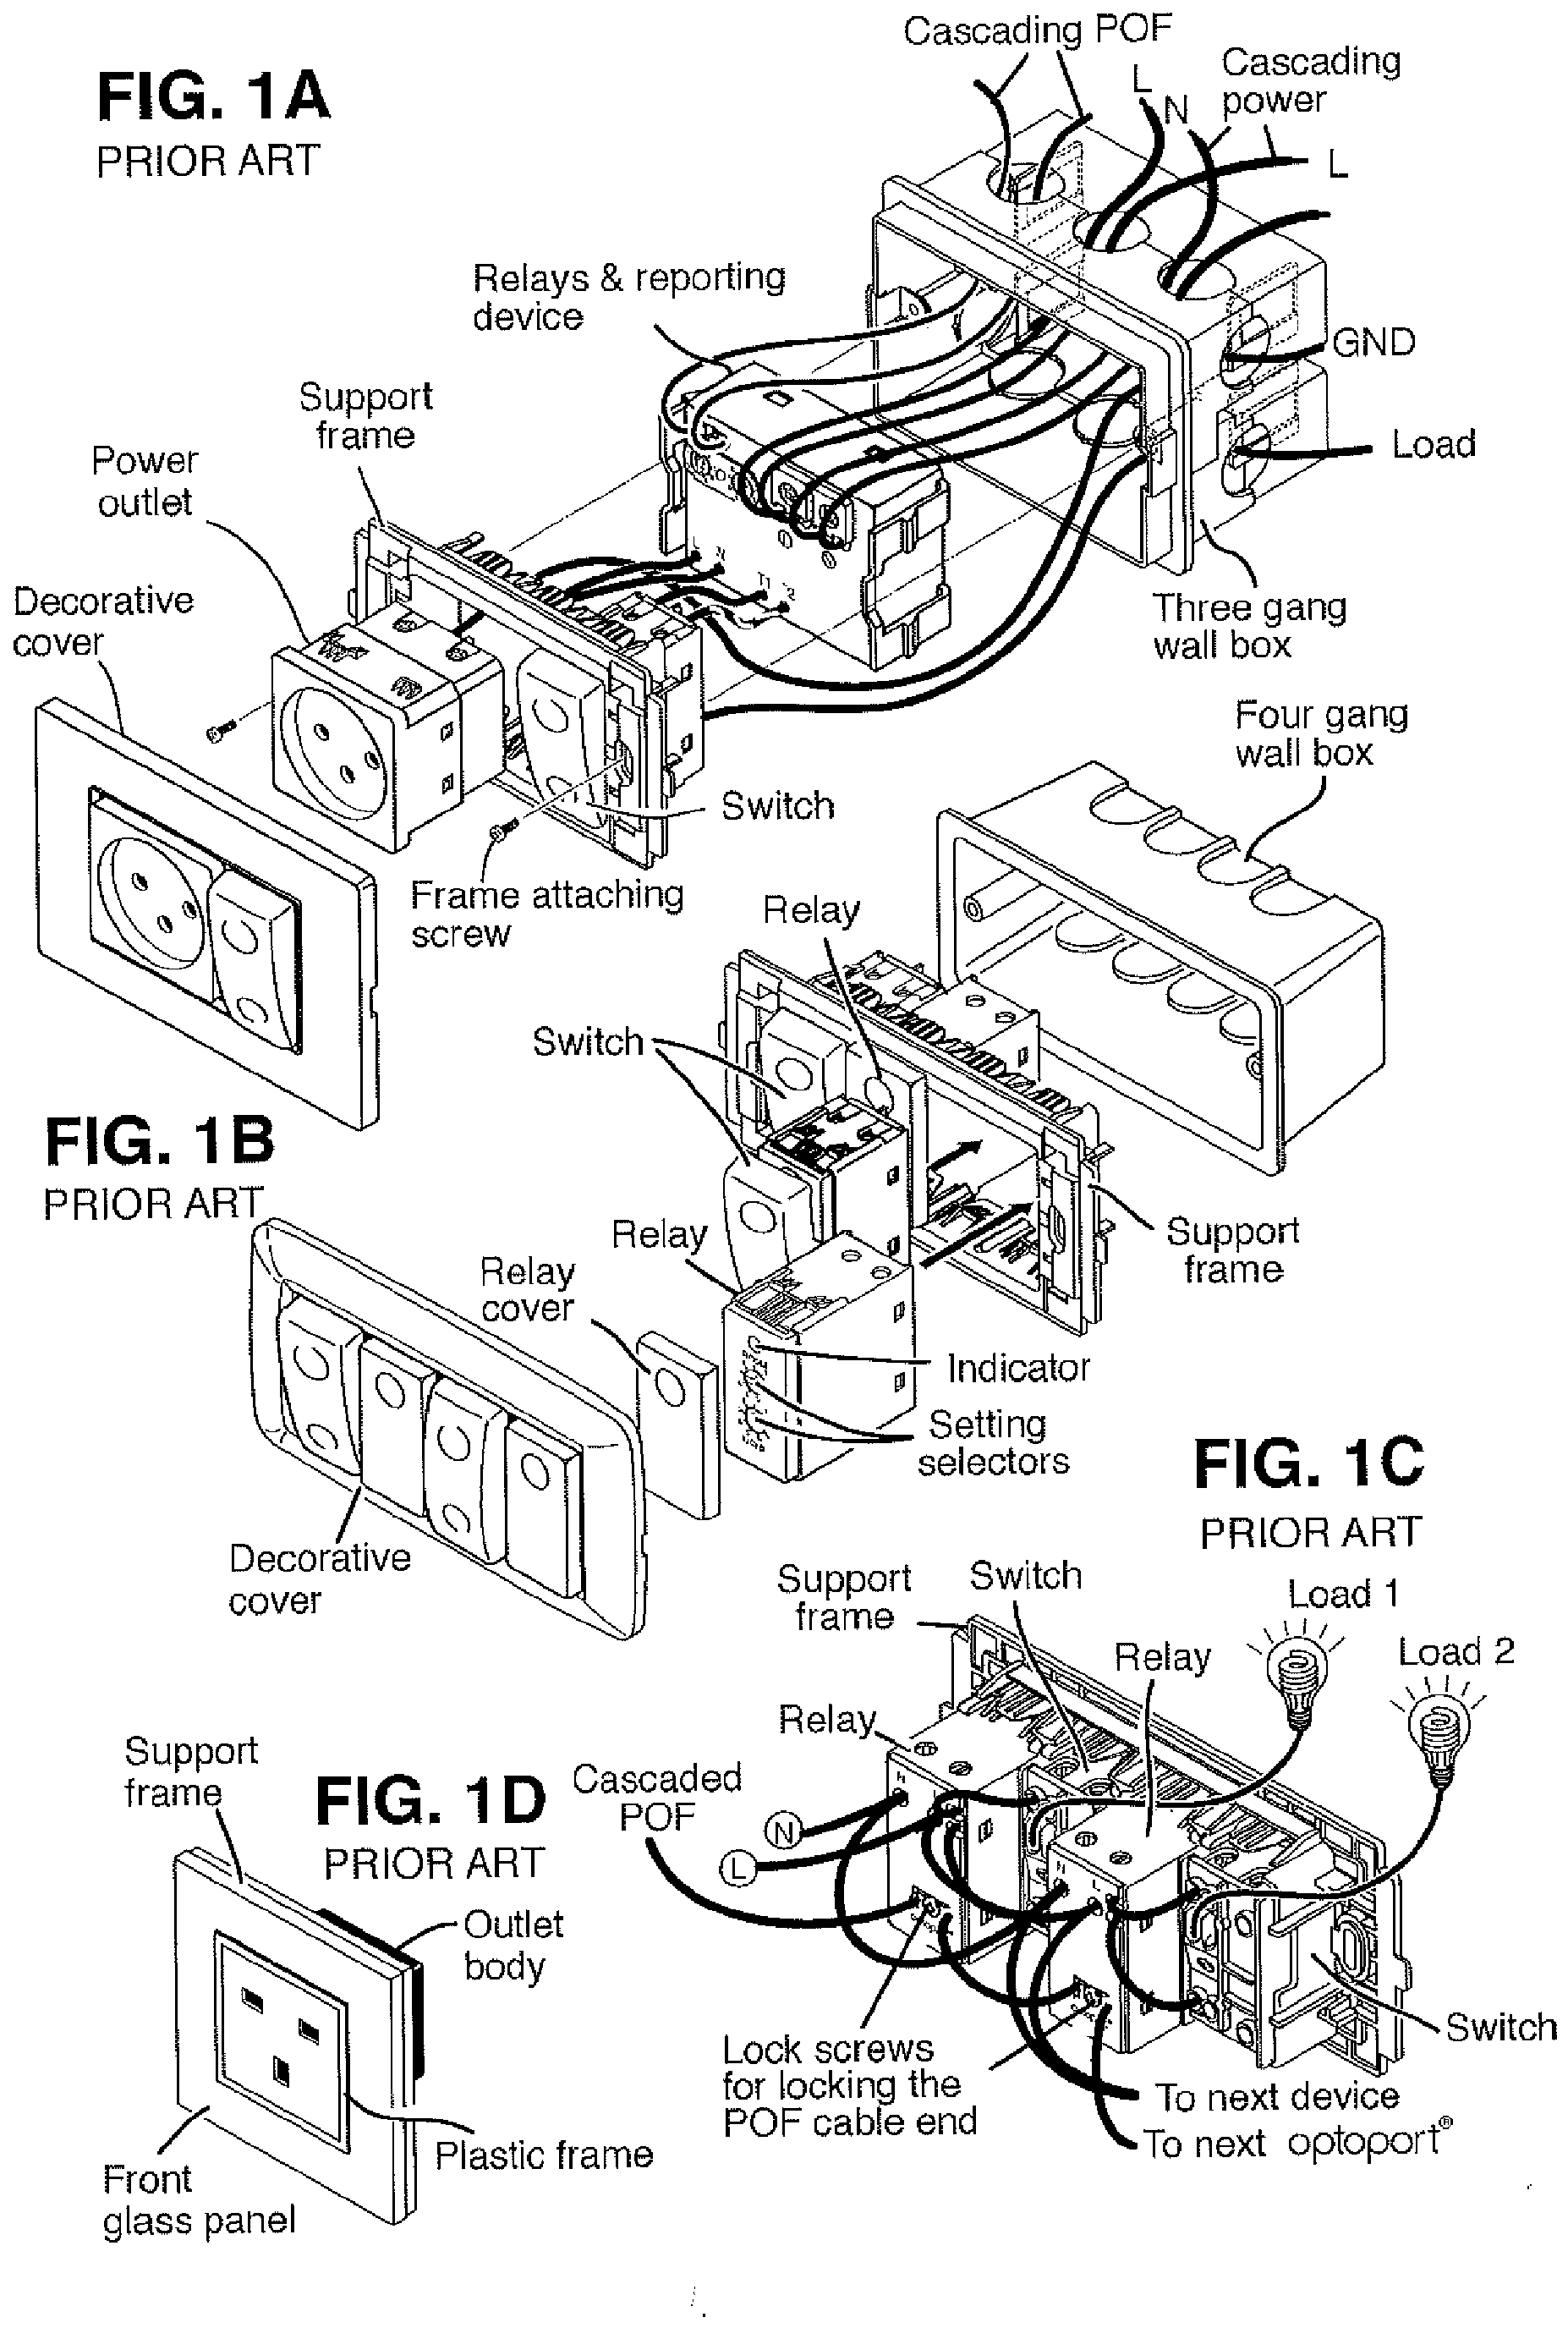 FIG. 1A
PRIOR ART
Cascading POF
L
N
Cascading
power
L
Relays & reporting
device
GND
Load
Support
frame
Power
outlet
Decorative
cover
L
N
T1
Three gang
wall box
Switch
Frame attaching
screw
FIG. 1B
PRIOR ART
Four gang
wall box
Relay
Switch
Relay
Relay
cover
Support
frame
Indicator
Setting
selectors
Decorative
cover
FIG. 1C
PRIOR ART
Support
frame
Switch
Load 1
Relay
Load 2
Relay
Cascaded
POF
N
L
N
L
N
L
Lock screws
for locking the
POF cable end
Switch
To next device
To next optoport®
FIG. 1D
PRIOR ART
Support
frame
Outlet
body
Plastic frame
Front
glass panel